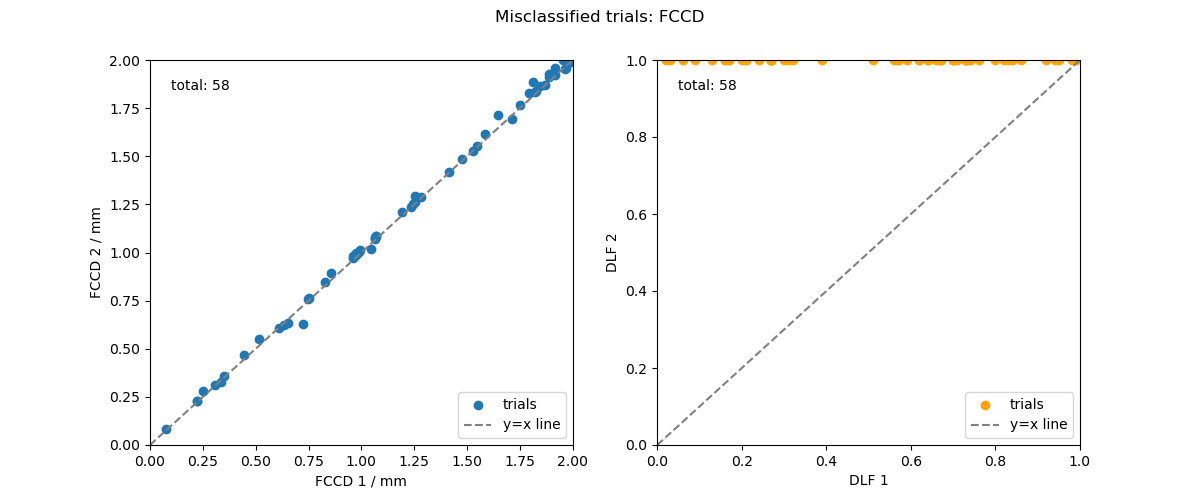 Misclassified trials: FCCD
total: 58
2.00
1.75
1.50
1.25
1.00
0.75
0.50
0.25
0.00
FCCD 2 / mm
trials
y=x line
0.00 0.25 0.50 0.75 1.00 1.25 1.50 1.75 2.00
FCCD 1 / mm
total: 58
1.0
0.8
0.6
0.4
0.2
0.0
DLF 2
trials
y=x line
0.0 0.2 0.4 0.6 0.8 1.0
DLF 1